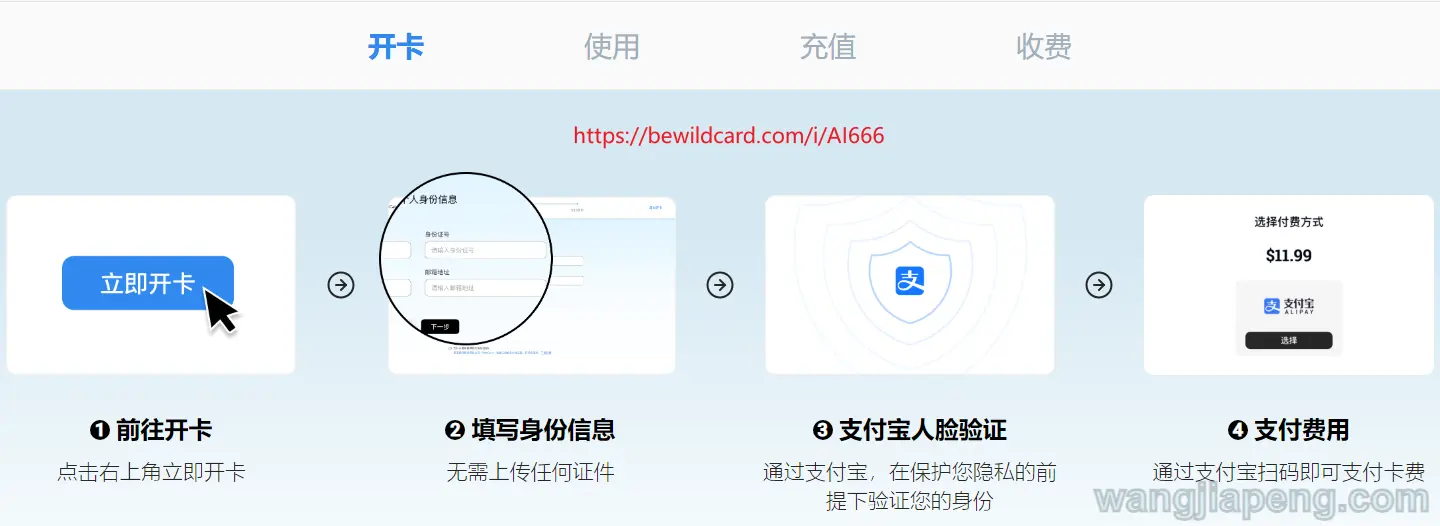 开卡
使用
充值
收费
https://bewildcard.com/i/AI666
立即开卡
个人身份信息
身份证号
请输入身份证号
邮箱地址
请输入邮箱地址
下一步
支
选择付费方式
$11.99
支 支付宝
ALIPAY
选择
❶ 前往开卡
点击右上角立即开卡
❷ 填写身份信息
无需上传任何证件
❸ 支付宝人脸验证
通过支付宝，在保护您隐私的前
提下验证您的身份
❹ 支付费用
通过支付宝扫码即可支付卡费
wangjiapeng.com